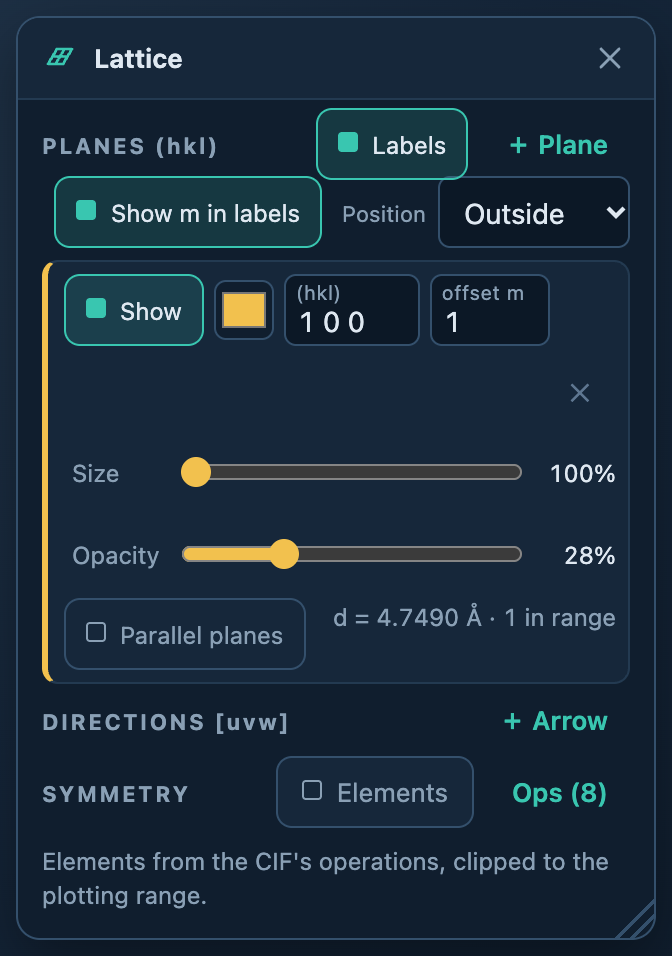 Lattice
PLANES (hkl) Labels + Plane
Show m in labels Position Outside
Show (hkl) 1 0 0 offset m 1
Size 100%
Opacity 28%
Parallel planes d = 4.7490 Å · 1 in range
DIRECTIONS [uvw] + Arrow
SYMMETRY Elements Ops (8)
Elements from the CIF's operations, clipped to the
plotting range.